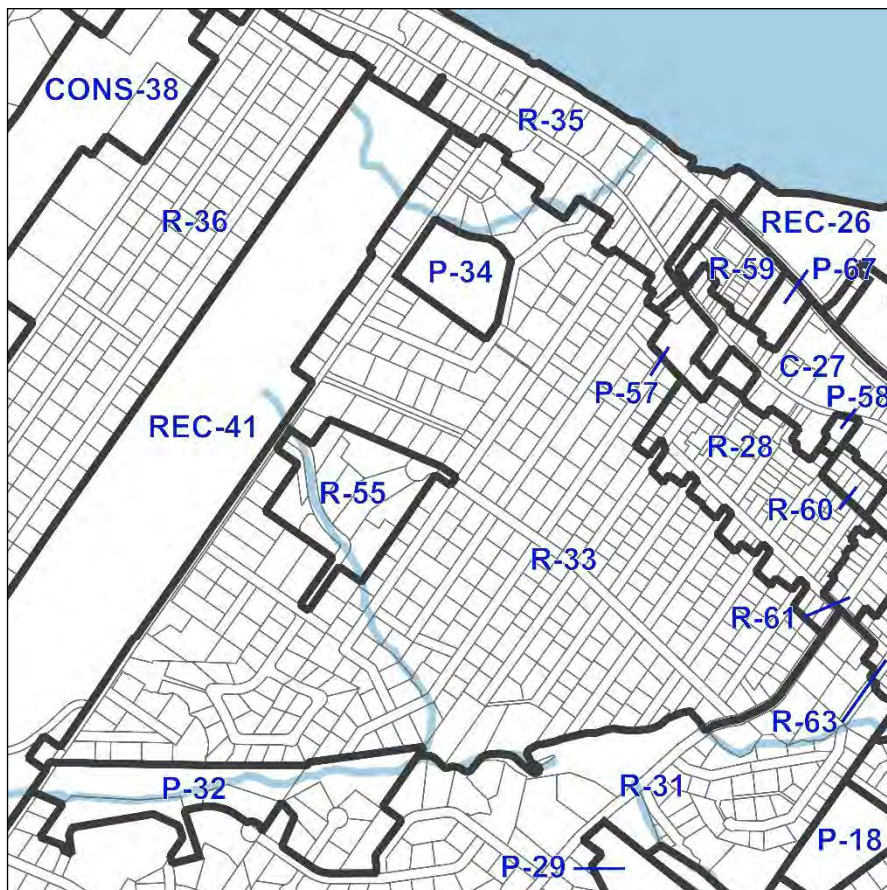 CONS-38
R-35
R-36
REC-26
R-59
P-67
P-34
C-27
P-57
P-58
REC-41
R-28
R-55
R-60
R-33
R-61
R-63
P-32
R-31
P-18
P-29